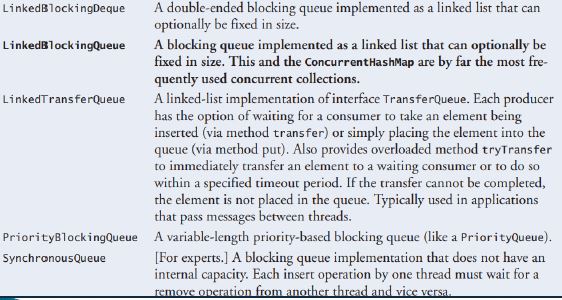 LinkedBlockingDeque A double-ended blocking queue implemented as a linked list that can
optionally be fixed in size.
LinkedBlockingQueue A blocking queue implemented as a linked list that can optionally be
fixed in size. This and the ConcurrentHashMap are by far the most fre-
quently used concurrent collections.
LinkedTransferQueue A linked-list implementation of interface TransferQueue. Each producer
has the option of waiting for a consumer to take an element being
inserted (via method transfer) or simply placing the element into the
queue (via method put). Also provides overloaded method tryTransfer
to immediately transfer an element to a waiting consumer or to do so
within a specified timeout period. If the transfer cannot be completed,
the element is not placed in the queue. Typically used in applications
that pass messages between threads.
PriorityBlockingQueue A variable-length priority-based blocking queue (like a PriorityQueue).
SynchronousQueue [For experts.] A blocking queue implementation that does not have an
internal capacity. Each insert operation by one thread must wait for a
remove operation from another thread and vice versa.